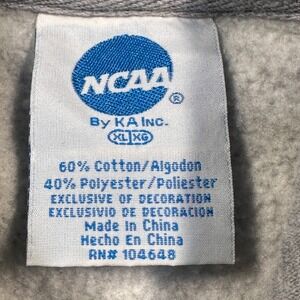 NCAA ®
By KA Inc.
XL|XG
60% Cotton/Algodon
40% Polyester/Poliester
EXCLUSIVE OF DECORATION
EXCLUSIVIO DE DECORACION
Made In China
Hecho En China
RN# 104648